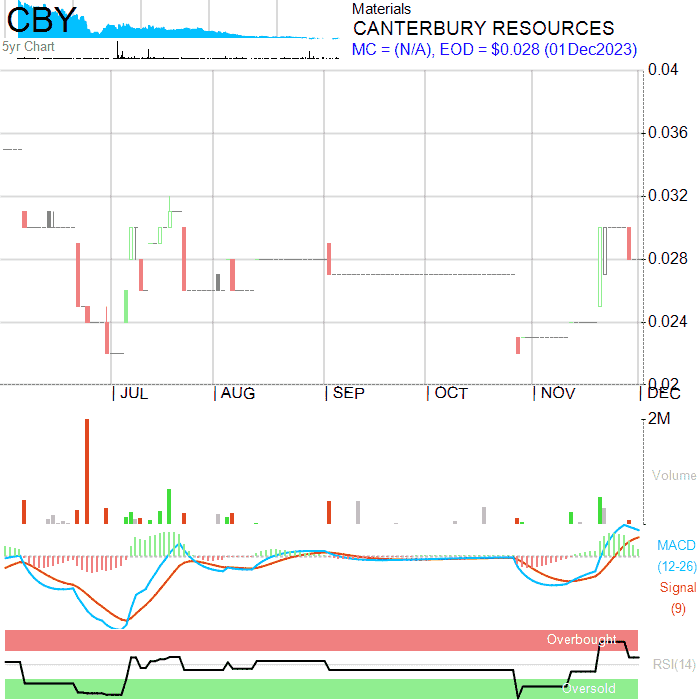 CBY
5yr Chart
Materials
CANTERBURY RESOURCES
MC = (N/A), EOD = $0.028 (01Dec2023)
0.04
0.036
0.032
0.028
0.024
0.02
JUL AUG SEP OCT NOV DEC
2M
Volume
MACD
(12-26)
Signal
(9)
Overbought
RSI(14)
Oversold